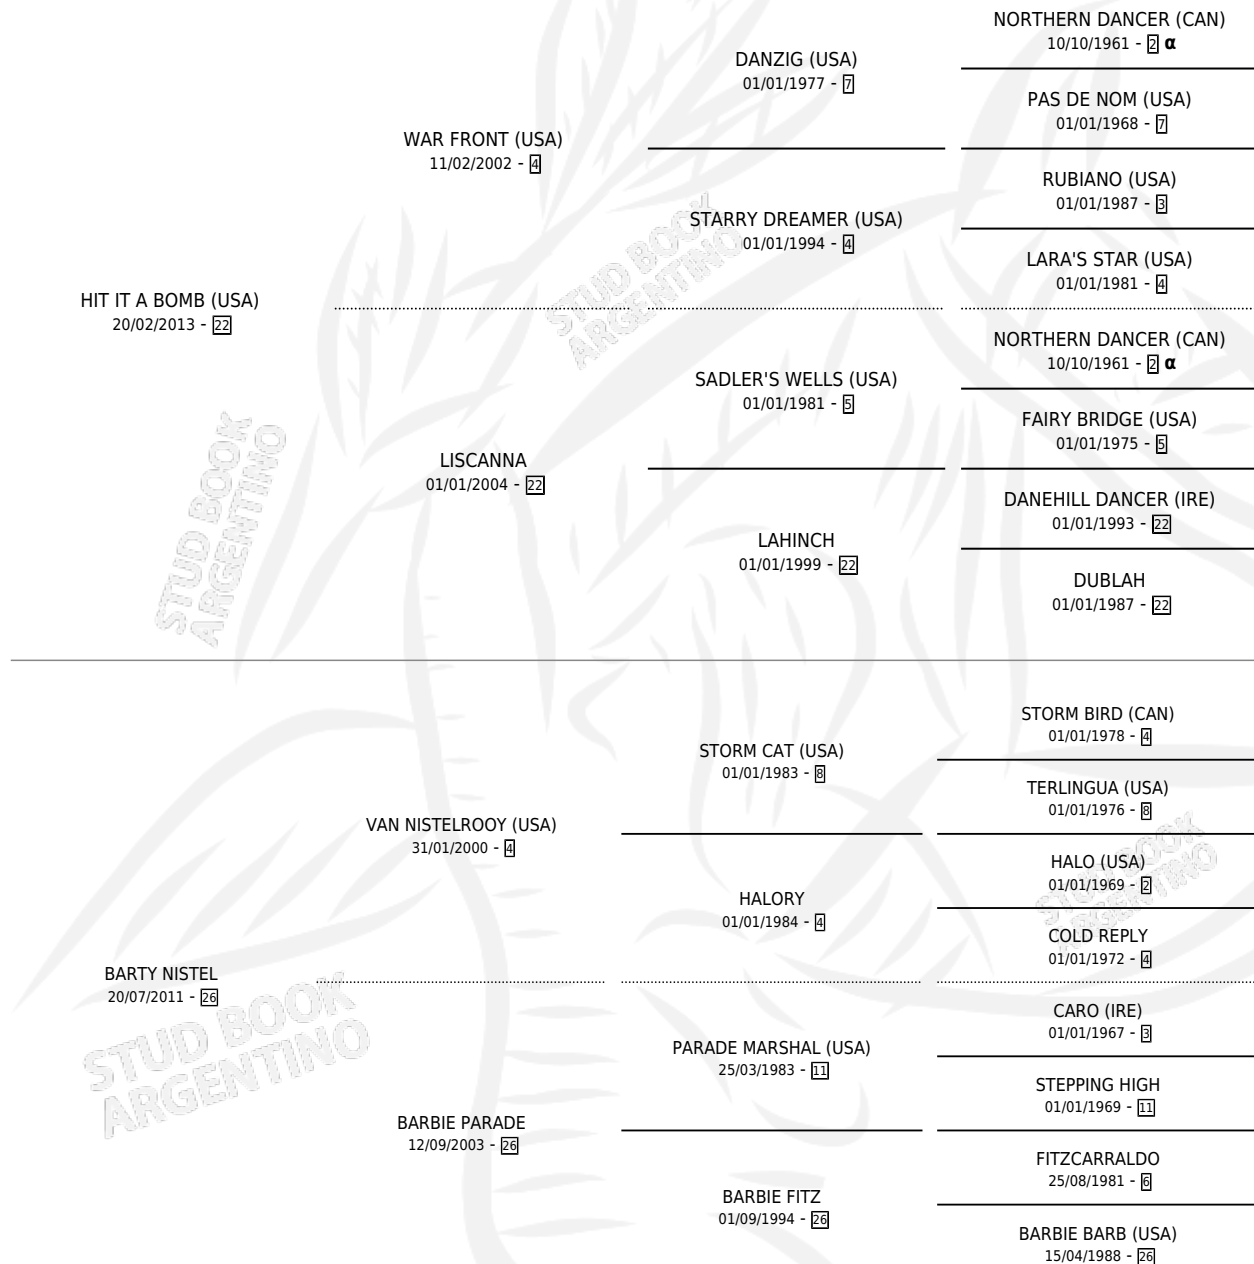 NORTHERN DANCER (CAN)
10/10/1961 - 2 α
DANZIG (USA)
01/01/1977 - 7
PAS DE NOM (USA)
01/01/1968 - 7
WAR FRONT (USA)
11/02/2002 - 4
RUBIANO (USA)
01/01/1987 - 3
STARRY DREAMER (USA)
01/01/1994 - 4
LARA'S STAR (USA)
01/01/1981 - 4
HIT IT A BOMB (USA)
20/02/2013 - 22
STUD BOOK
ARGENTINO
NORTHERN DANCER (CAN)
10/10/1961 - 2 α
SADLER'S WELLS (USA)
01/01/1981 - 5
FAIRY BRIDGE (USA)
01/01/1975 - 5
STUD BOOK
ARGENTINO
LISCANNA
01/01/2004 - 22
DANEHILL DANCER (IRE)
01/01/1993 - 22
LAHINCH
01/01/1999 - 22
DUBLAH
01/01/1987 - 22
STORM BIRD (CAN)
01/01/1978 - 4
STORM CAT (USA)
01/01/1983 - 8
TERLINGUA (USA)
01/01/1976 - 8
VAN NISTELROOY (USA)
31/01/2000 - 4
HALO (USA)
01/01/1969 - 2
STUD BOOK
ARGENTINO
HALORY
01/01/1984 - 4
COLD REPLY
01/01/1972 - 4
BARTY NISTEL
20/07/2011 - 26
STUD BOOK
ARGENTINO
CARO (IRE)
01/01/1967 - 3
PARADE MARSHAL (USA)
25/03/1983 - 11
STEPPING HIGH
01/01/1969 - 11
BARBIE PARADE
12/09/2003 - 26
FITZCARRALDO
25/08/1981 - 6
BARBIE FITZ
01/09/1994 - 26
BARBIE BARB (USA)
15/04/1988 - 26